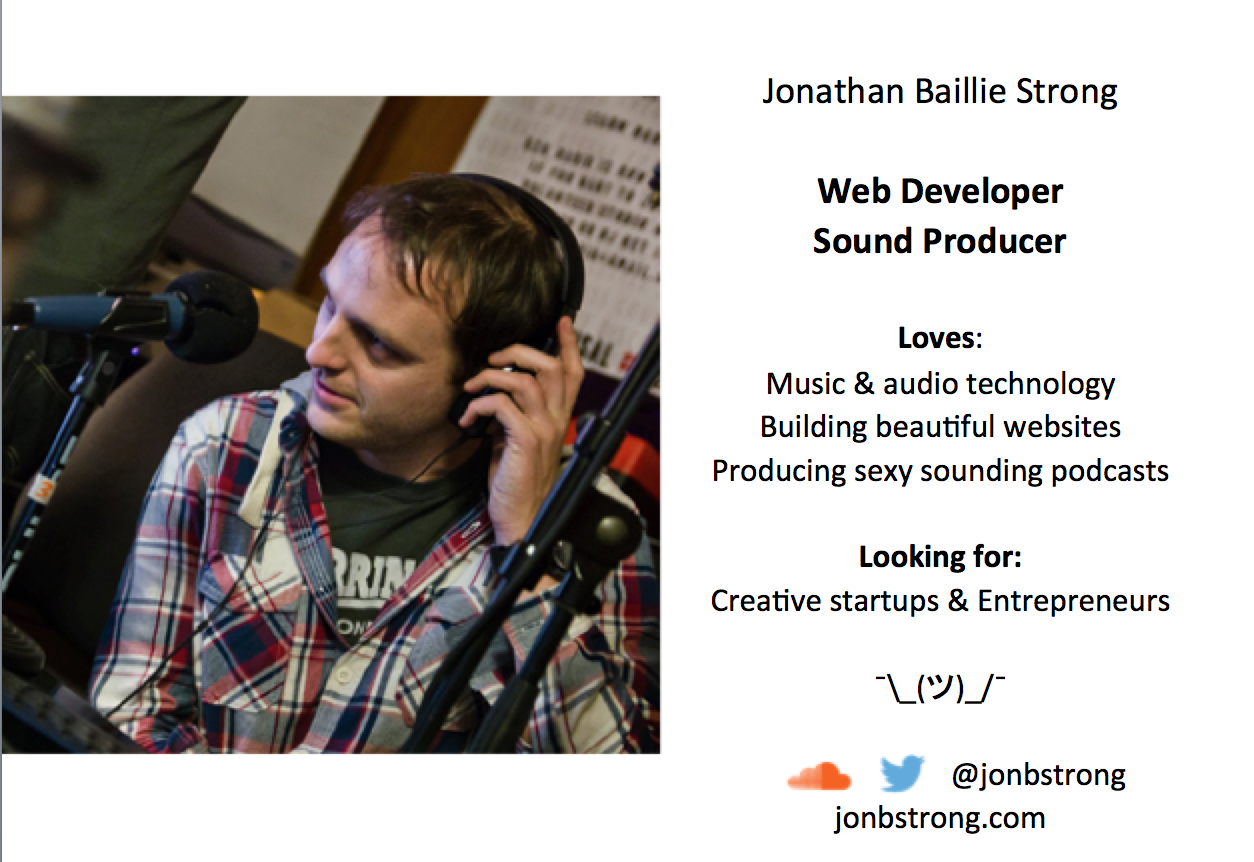 Jonathan Baillie Strong
Web Developer
Sound Producer
Loves:
Music & audio technology
Building beautiful websites
Producing sexy sounding podcasts
Looking for:
Creative startups & Entrepreneurs
¯\_(ツ)_/¯
@jonbstrong
jonbstrong.com